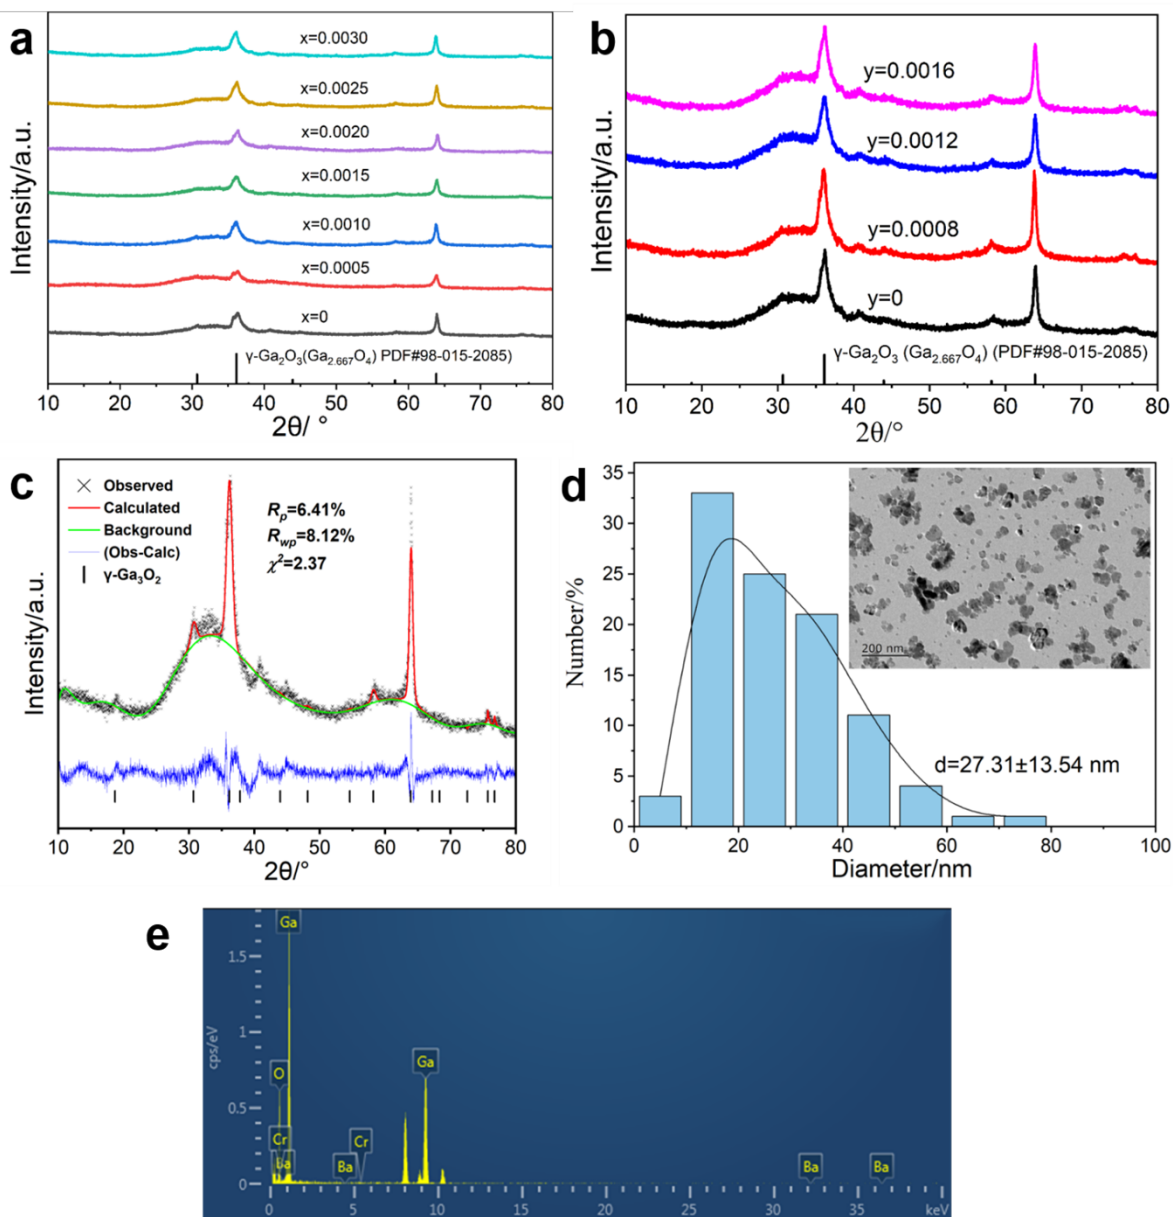 a
x=0.0030
x=0.0025
x=0.0020
x=0.0015
x=0.0010
x=0.0005
x=0
γ-Ga₂O₃(Ga₂.₆₆₇O₄) PDF#98-015-2085)
Intensity/a.u.
10 20 30 40 50 60 70 80
2θ/ °
b
y=0.0016
y=0.0012
y=0.0008
y=0
γ-Ga₂O₃ (Ga₂.₆₆₇O₄) (PDF#98-015-2085)
Intensity/a.u.
10 20 30 40 50 60 70 80
2θ/°
c
Observed
Calculated
Background
(Obs-Calc)
γ-Ga₃O₂
Rₚ=6.41%
R_wp=8.12%
χ²=2.37
Intensity/a.u.
10 20 30 40 50 60 70 80
2θ/°
d
35
30
25
20
15
10
5
0
Number/%
200 nm
d=27.31±13.54 nm
0 20 40 60 80 100
Diameter/nm
e
Ga
1.5
1
Ga
O
0.5
Cr
Cr
Ba
Ba
Ba
Ba
0
cps/eV
0 5 10 15 20 25 30 35 keV